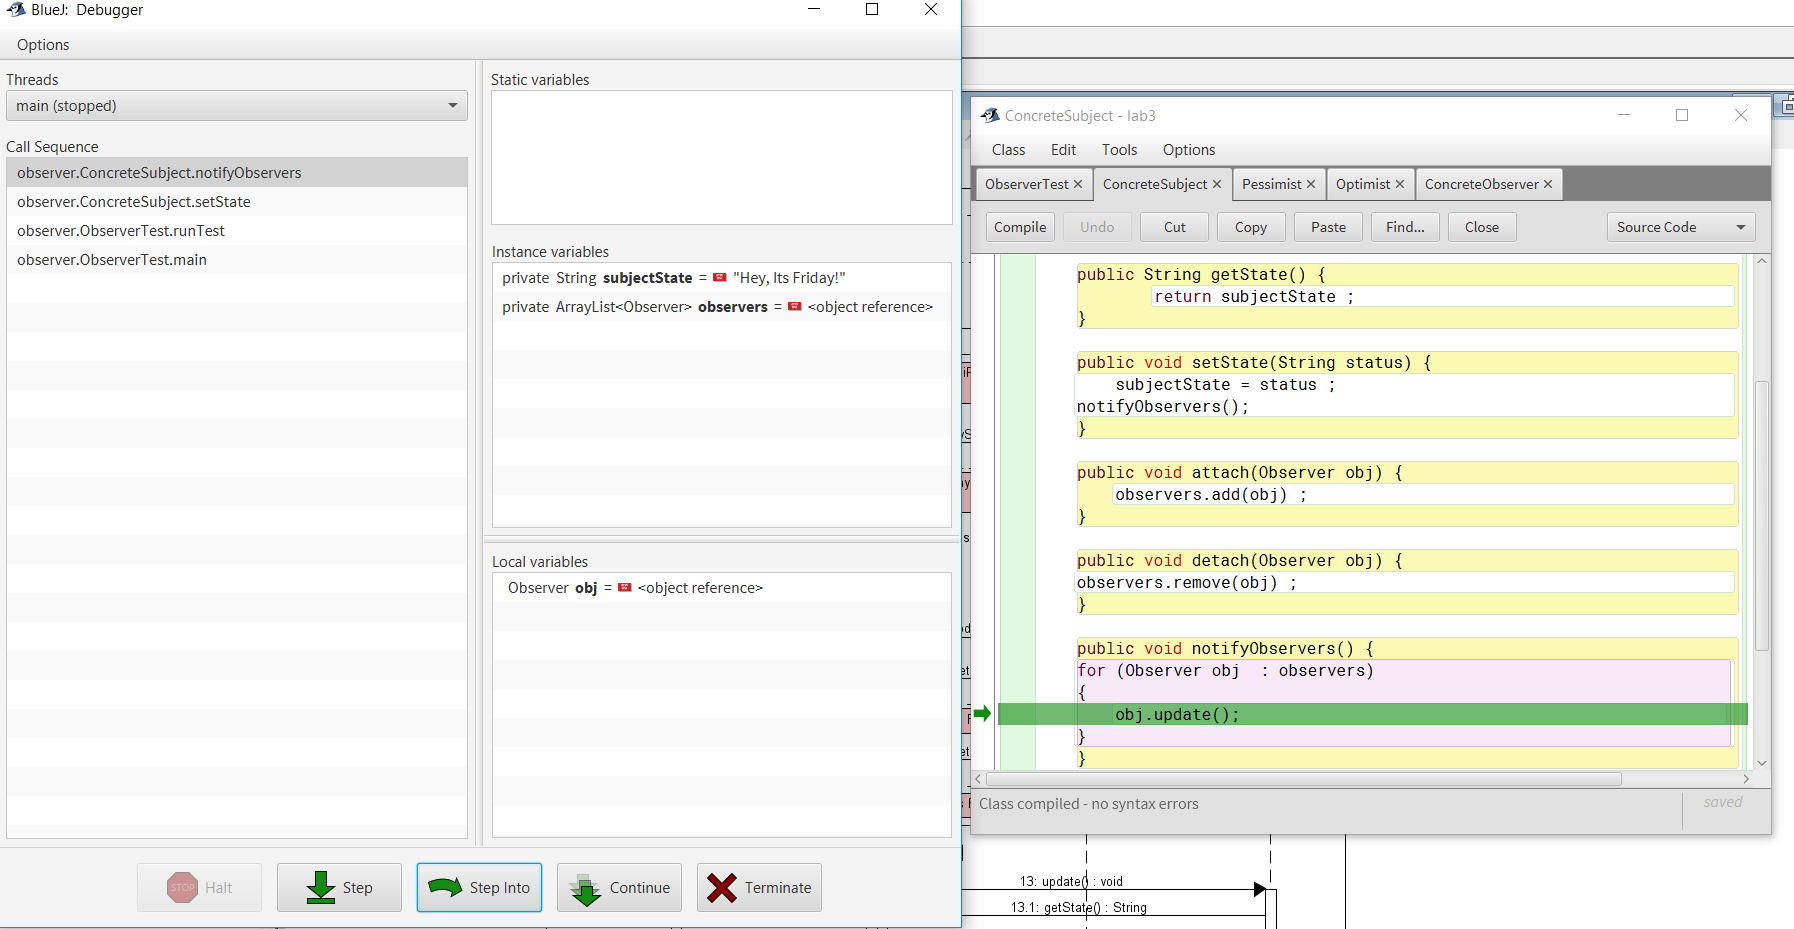 BlueJ: Debugger
Options
Threads
main (stopped)
Call Sequence
observer.ConcreteSubject.notifyObservers
observer.ConcreteSubject.setState
observer.ObserverTest.runTest
observer.ObserverTest.main
Static variables
Instance variables
private String subjectState = "Hey, Its Friday!"
private ArrayList<Observer> observers = <object reference>
Local variables
Observer obj = <object reference>
STOP Halt
Step
Step Into
Continue
Terminate
ConcreteSubject - lab3
Class Edit Tools Options
ObserverTest ConcreteSubject Pessimist Optimist ConcreteObserver
Compile Undo Cut Copy Paste Find... Close Source Code
public String getState() {
return subjectState ;
}
public void setState(String status) {
subjectState = status ;
notifyObservers();
}
public void attach(Observer obj) {
observers.add(obj) ;
}
public void detach(Observer obj) {
observers.remove(obj) ;
}
public void notifyObservers() {
for (Observer obj : observers)
{
obj.update();
}
}
Class compiled - no syntax errors
saved
13: update() : void
13.1: getState() : String